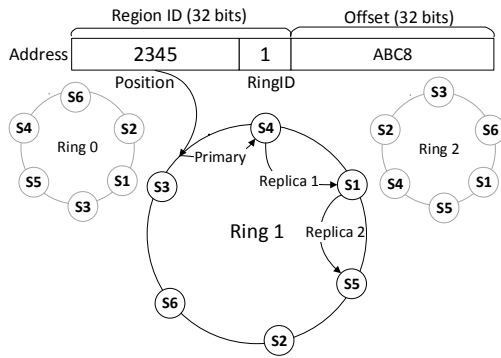 Region ID (32 bits) Offset (32 bits)
Address 2345 1 ABC8
Position RingID
S6
S4 S2
Ring 0
S5 S1
S3
S4
Primary
S3 Replica 1 S1
Ring 1 Replica 2
S5
S6
S2
S3
S2 S6
Ring 2
S4 S1
S5